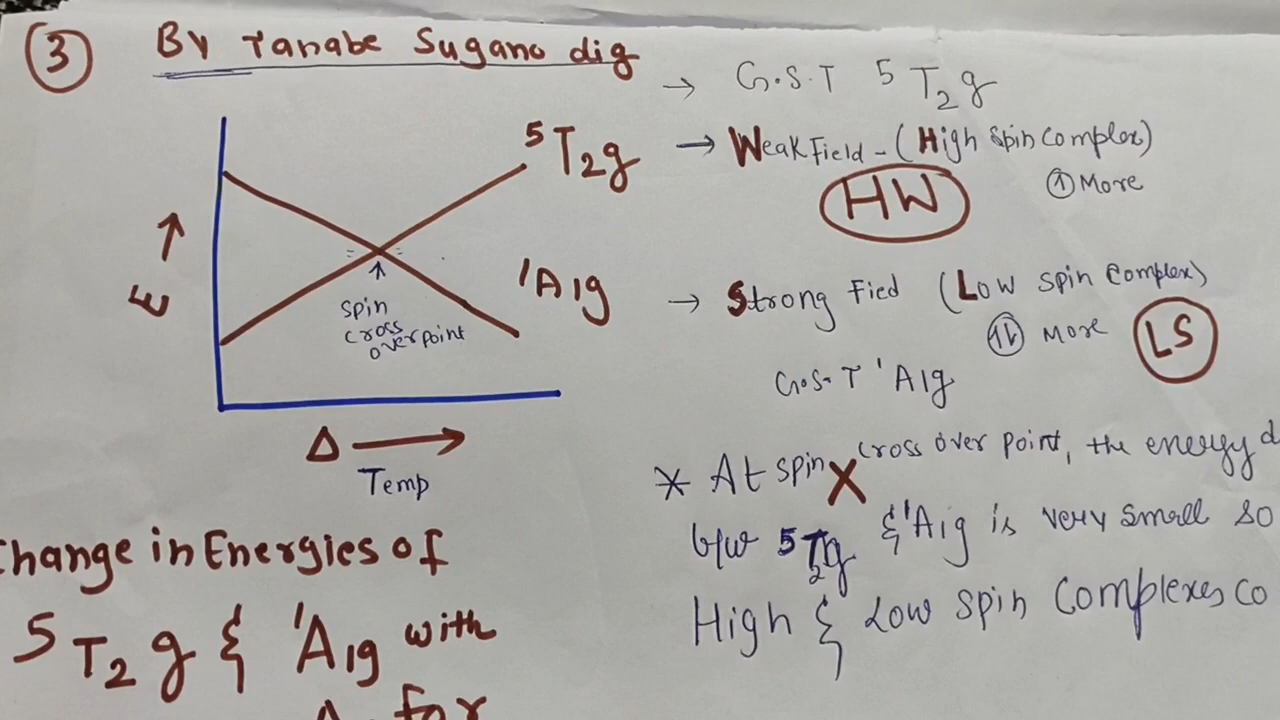 ③ By Tanabe Sugano dig
→ G.S.T ⁵T₂g
⁵T₂g → Weak Field - (High Spin Complex)
HW ↿ More
E →
spin cross over point
¹A1g → Strong Fied (Low spin complex)
⥮ More LS
G.S.T ¹A1g
Δ →
Temp
* At spin X cross over point, the energy d
b/w ⁵T₂g & ¹A1g is very small so
High & Low spin complexes co
Change in Energies of
⁵T₂g & ¹A1g with
for